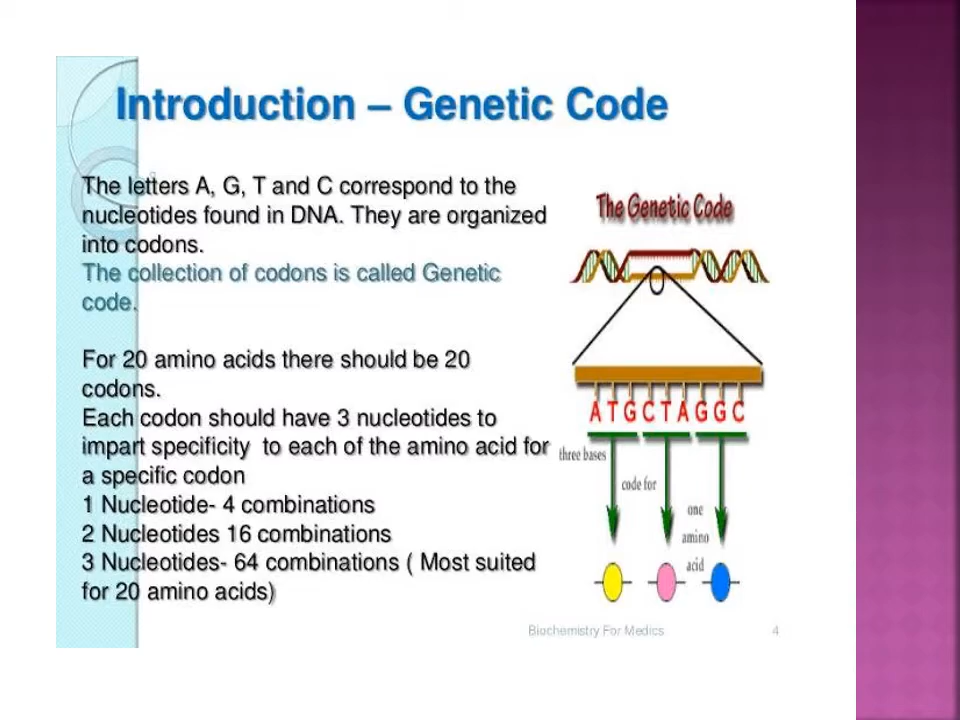 Introduction – Genetic Code
The letters A, G, T and C correspond to the
nucleotides found in DNA. They are organized
into codons.
The collection of codons is called Genetic
code.
For 20 amino acids there should be 20
codons.
Each codon should have 3 nucleotides to
impart specificity to each of the amino acid for
a specific codon
1 Nucleotide- 4 combinations
2 Nucleotides 16 combinations
3 Nucleotides- 64 combinations ( Most suited
for 20 amino acids)
The Genetic Code
A T G C T A G G C
three bases
code for
one
amino
acid
Biochemistry For Medics
4